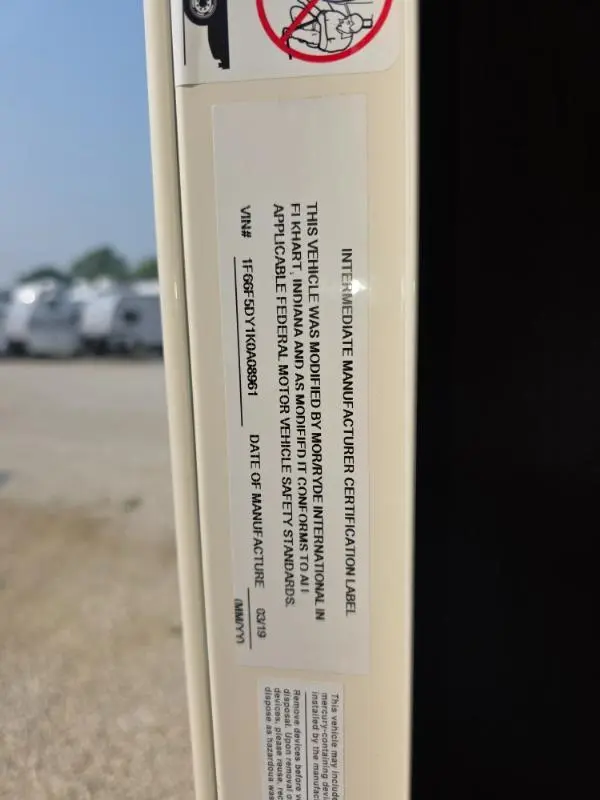 INTERMEDIATE MANUFACTURER CERTIFICATION LABEL
THIS VEHICLE WAS MODIFIED BY MOR/RYDE INTERNATIONAL IN
ELKHART, INDIANA AND AS MODIFIED IT CONFORMS TO ALL
APPLICABLE FEDERAL MOTOR VEHICLE SAFETY STANDARDS.
VIN# 1F66F5DY1K0A08961 DATE OF MANUFACTURE 03/19
(MM/YY)
This vehicle may include
mercury-containing devi
installed by the manufac
Remove devices before v
disposal. Upon removal o
devices, please reuse, rec
dispose as hazardous was